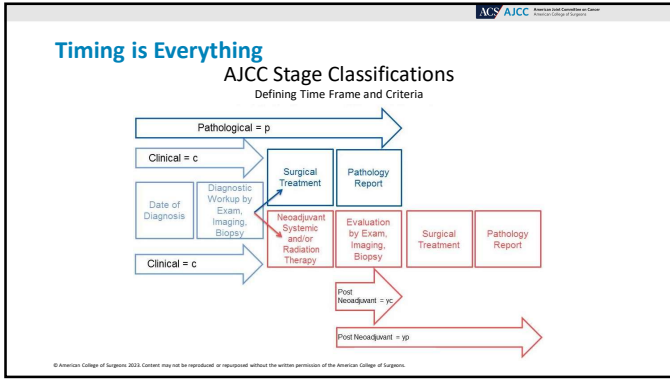 ACS AJCC American Joint Committee on Cancer
American College of Surgeons
Timing is Everything
AJCC Stage Classifications
Defining Time Frame and Criteria
Pathological = p
Clinical = c
Surgical
Treatment
Pathology
Report
Date of
Diagnosis
Diagnostic
Workup by
Exam,
Imaging,
Biopsy
Neoadjuvant
Systemic
and/or
Radiation
Therapy
Evaluation
by Exam,
Imaging,
Biopsy
Surgical
Treatment
Pathology
Report
Clinical = c
Post
Neoadjuvant = yc
Post Neoadjuvant = yp
© American College of Surgeons 2023. Content may not be reproduced or repurposed without the written permission of the American College of Surgeons.